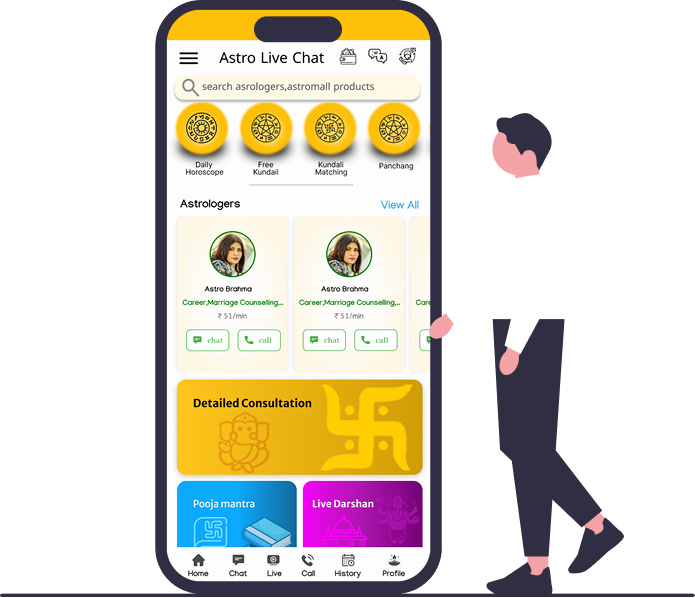 Astro Live Chat
search asrologers,astromall products
Daily
Horoscope
Free
Kundail
Kundali
Matching
Panchang
Astrologers
View All
Astro Brahma
Career,Marriage Counselling,..
₹ 51/min
chat
call
Astro Brahma
Career,Marriage Counselling,..
₹ 51/min
chat
call
Care
Detailed Consultation
Pooja mantra
Live Darshan
Home
Chat
Live
Call
History
Profile